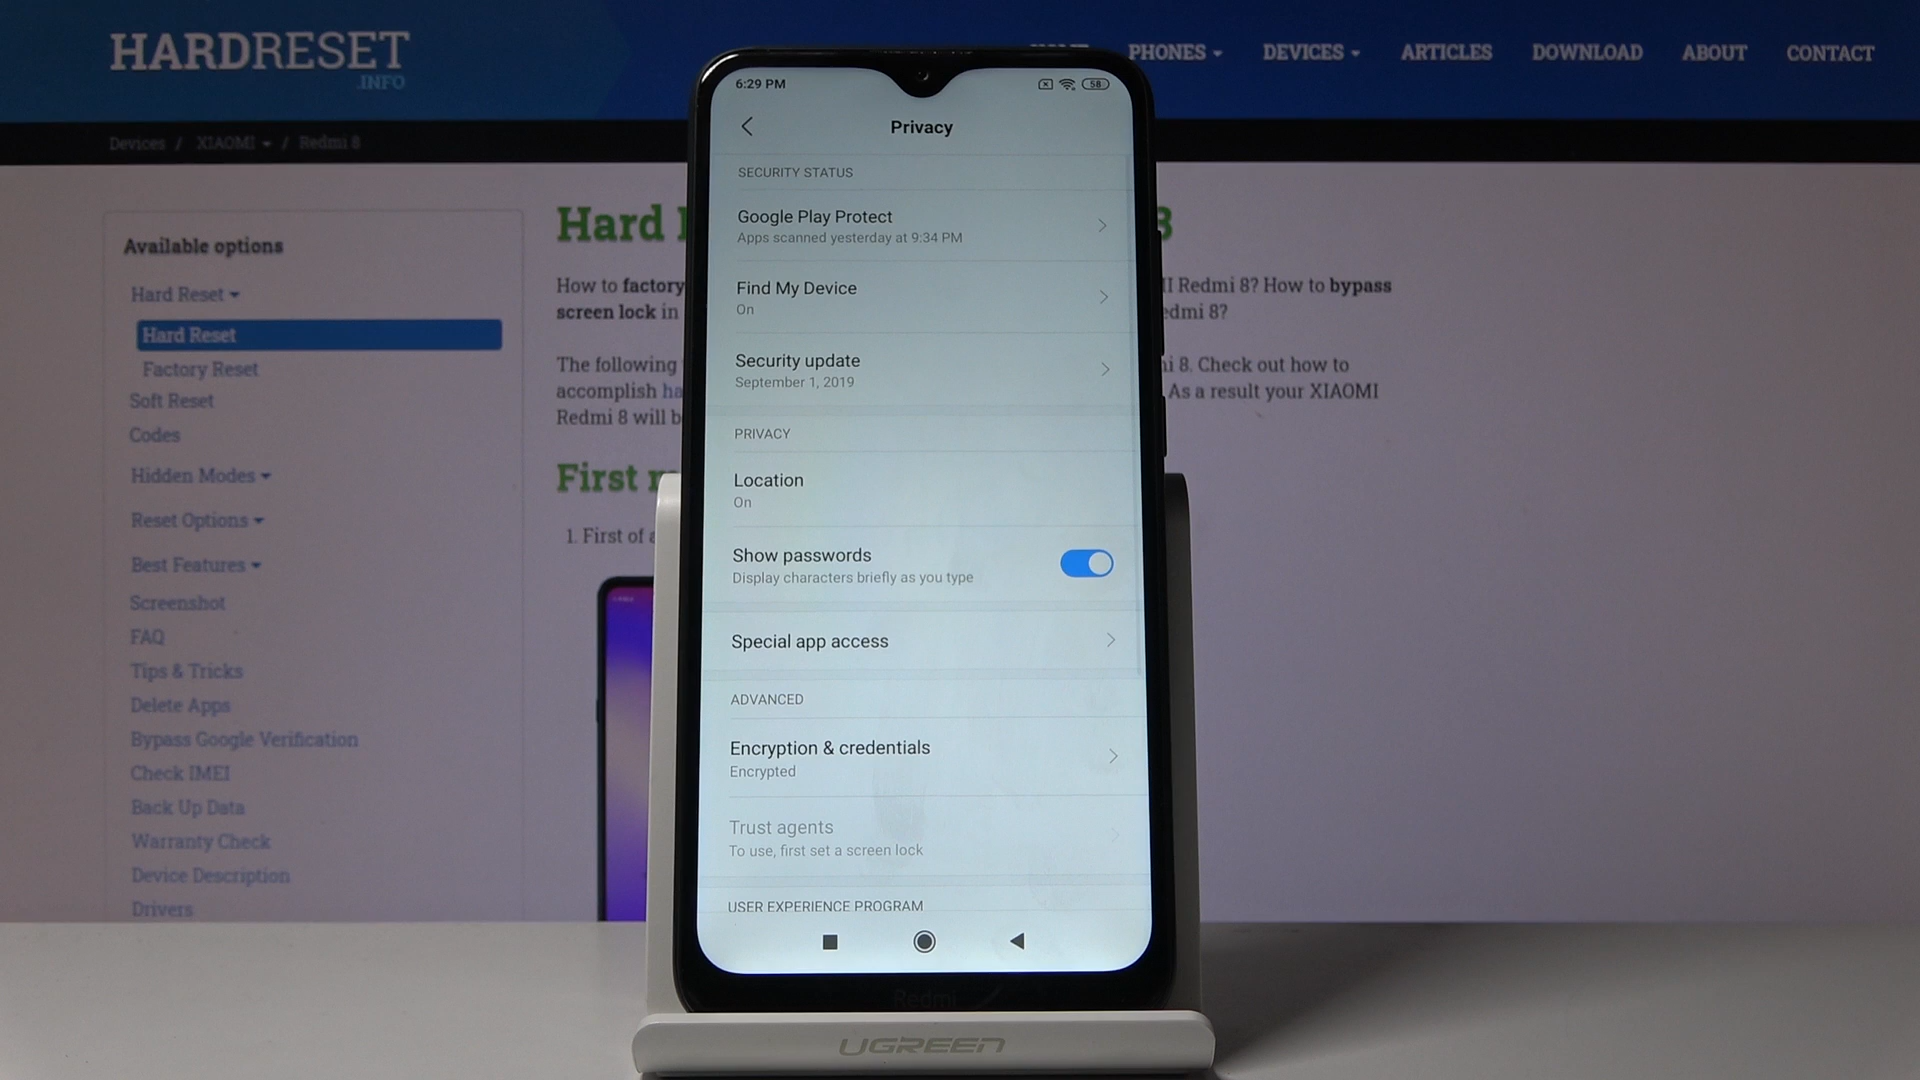 HARDRESET
.INFO
PHONES
DEVICES
ARTICLES
DOWNLOAD
ABOUT
CONTACT
Devices / XIAOMI / Redmi 8
Available options
Hard Reset
Hard Reset
Factory Reset
Soft Reset
Codes
Hidden Modes
Reset Options
Best Features
Screenshot
FAQ
Tips & Tricks
Delete Apps
Bypass Google Verification
Check IMEI
Back Up Data
Warranty Check
Device Description
Drivers
Hard
How to factory
I Redmi 8? How to bypass
screen lock in
edmi 8?
The following
i 8. Check out how to
accomplish ha
As a result your XIAOMI
Redmi 8 will b
First
1. First of a
6:29 PM
58
Privacy
SECURITY STATUS
Google Play Protect
Apps scanned yesterday at 9:34 PM
Find My Device
On
Security update
September 1, 2019
PRIVACY
Location
On
Show passwords
Display characters briefly as you type
Special app access
ADVANCED
Encryption & credentials
Encrypted
Trust agents
To use, first set a screen lock
USER EXPERIENCE PROGRAM
Redmi
UGREEN